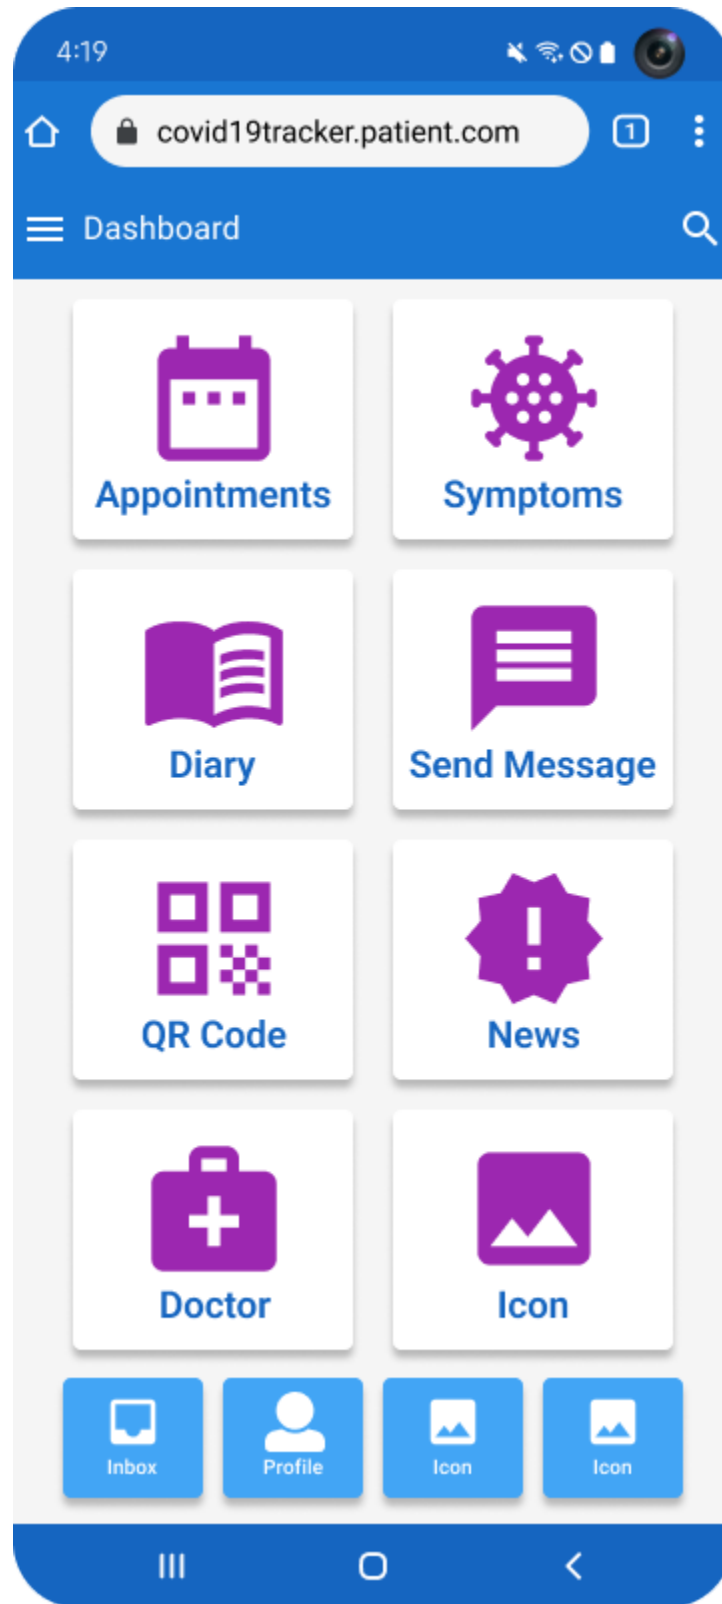 4:19
covid19tracker.patient.com
1
Dashboard
Appointments
Symptoms
Diary
Send Message
QR Code
News
Doctor
Icon
Inbox
Profile
Icon
Icon